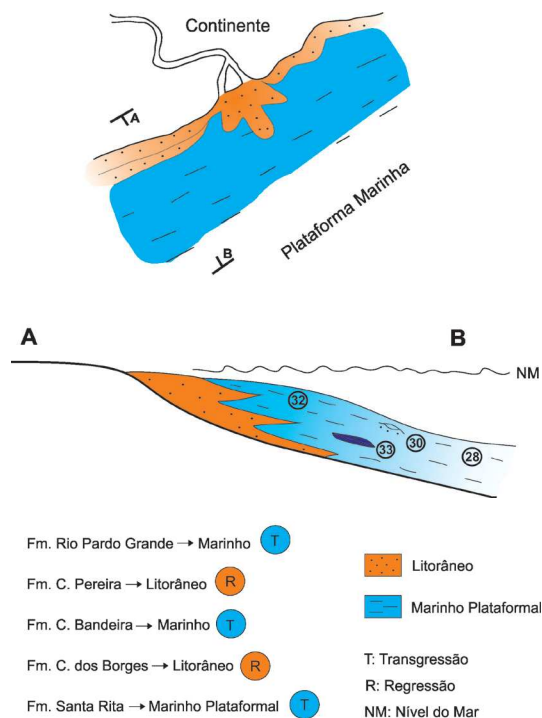 Continente
A
B
Plataforma Marinha
A
B
NM
32
33
30
28
Fm. Rio Pardo Grande → Marinho T
Fm. C. Pereira → Litorâneo R
Fm. C. Bandeira → Marinho T
Fm. C. dos Borges → Litorâneo R
Fm. Santa Rita → Marinho Plataformal T
Litorâneo
Marinho Plataformal
T: Transgressão
R: Regressão
NM: Nível do Mar